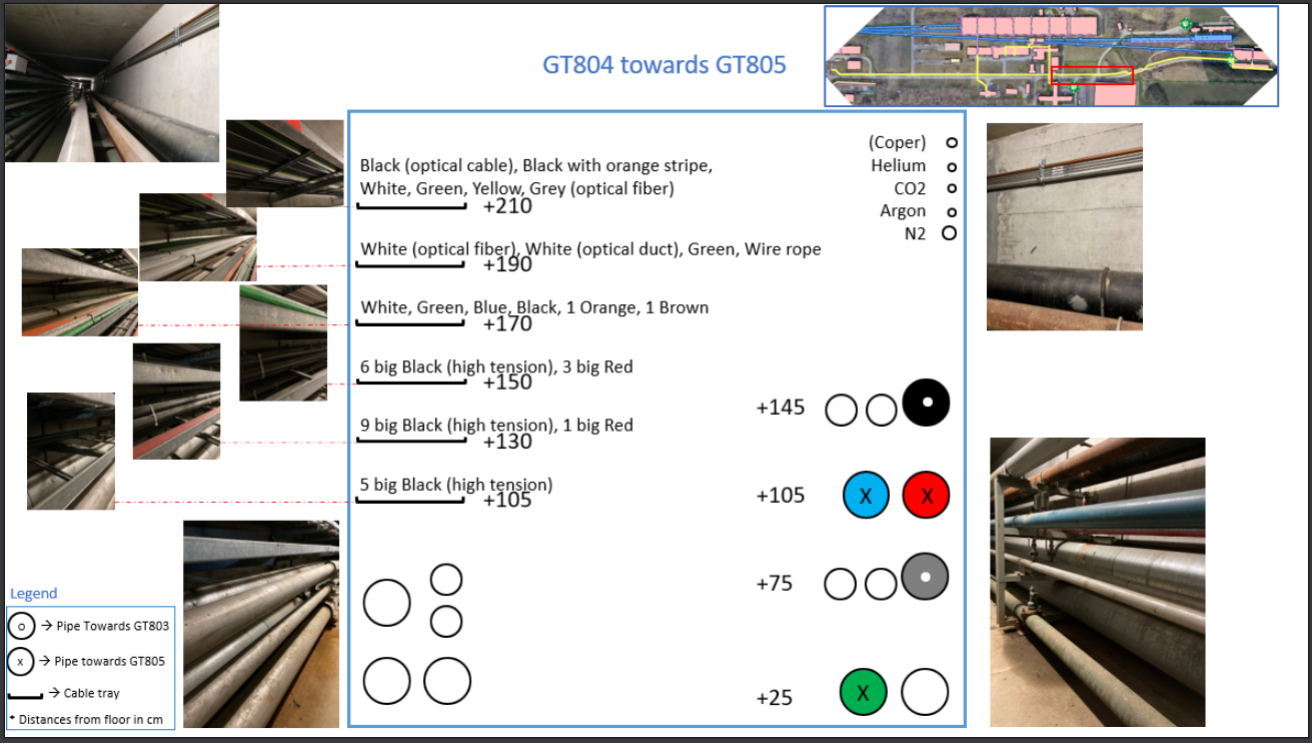 GT804 towards GT805
(Coper)
Helium
CO2
Argon
N2
Black (optical cable), Black with orange stripe,
White, Green, Yellow, Grey (optical fiber)
+210
White (optical fiber), White (optical duct), Green, Wire rope
+190
White, Green, Blue, Black, 1 Orange, 1 Brown
+170
6 big Black (high tension), 3 big Red
+150
9 big Black (high tension), 1 big Red
+130
5 big Black (high tension)
+105
+145
+105
X
X
+75
+25
X
Legend
o → Pipe Towards GT803
x → Pipe towards GT805
→ Cable tray
* Distances from floor in cm